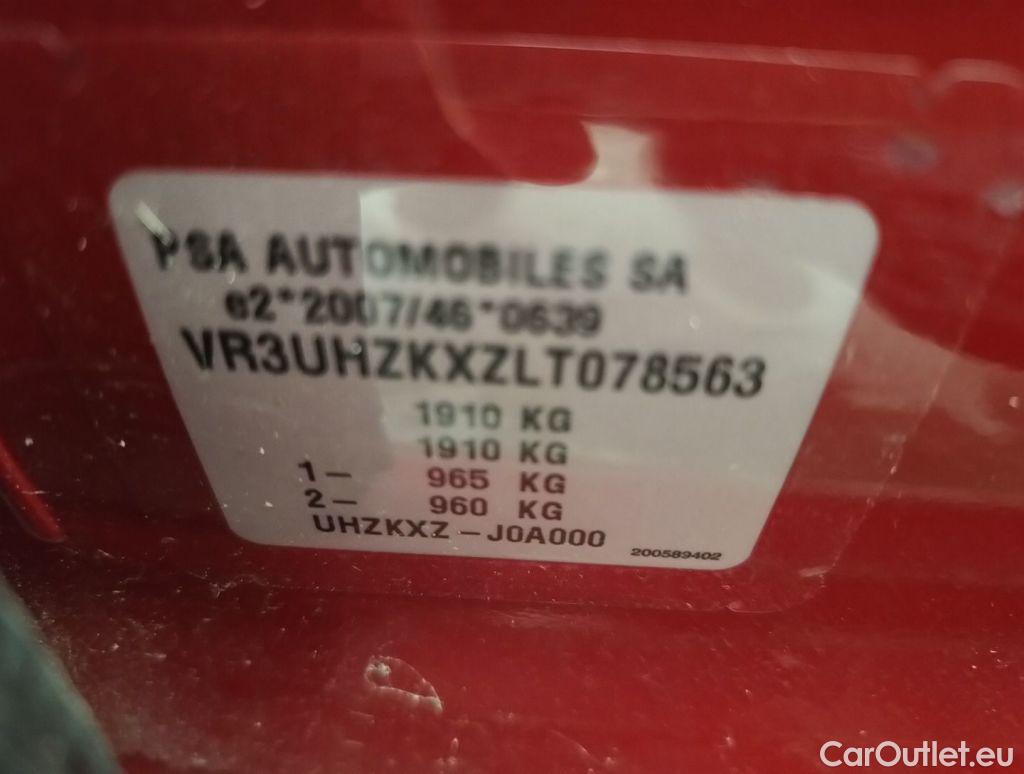 PSA AUTOMOBILES SA
e2*2007/46*0639
VR3UHZKXZLT078563
1910 KG
1910 KG
1- 965 KG
2- 960 KG
UHZKXZ-J0A000
200589402
CarOutlet.eu